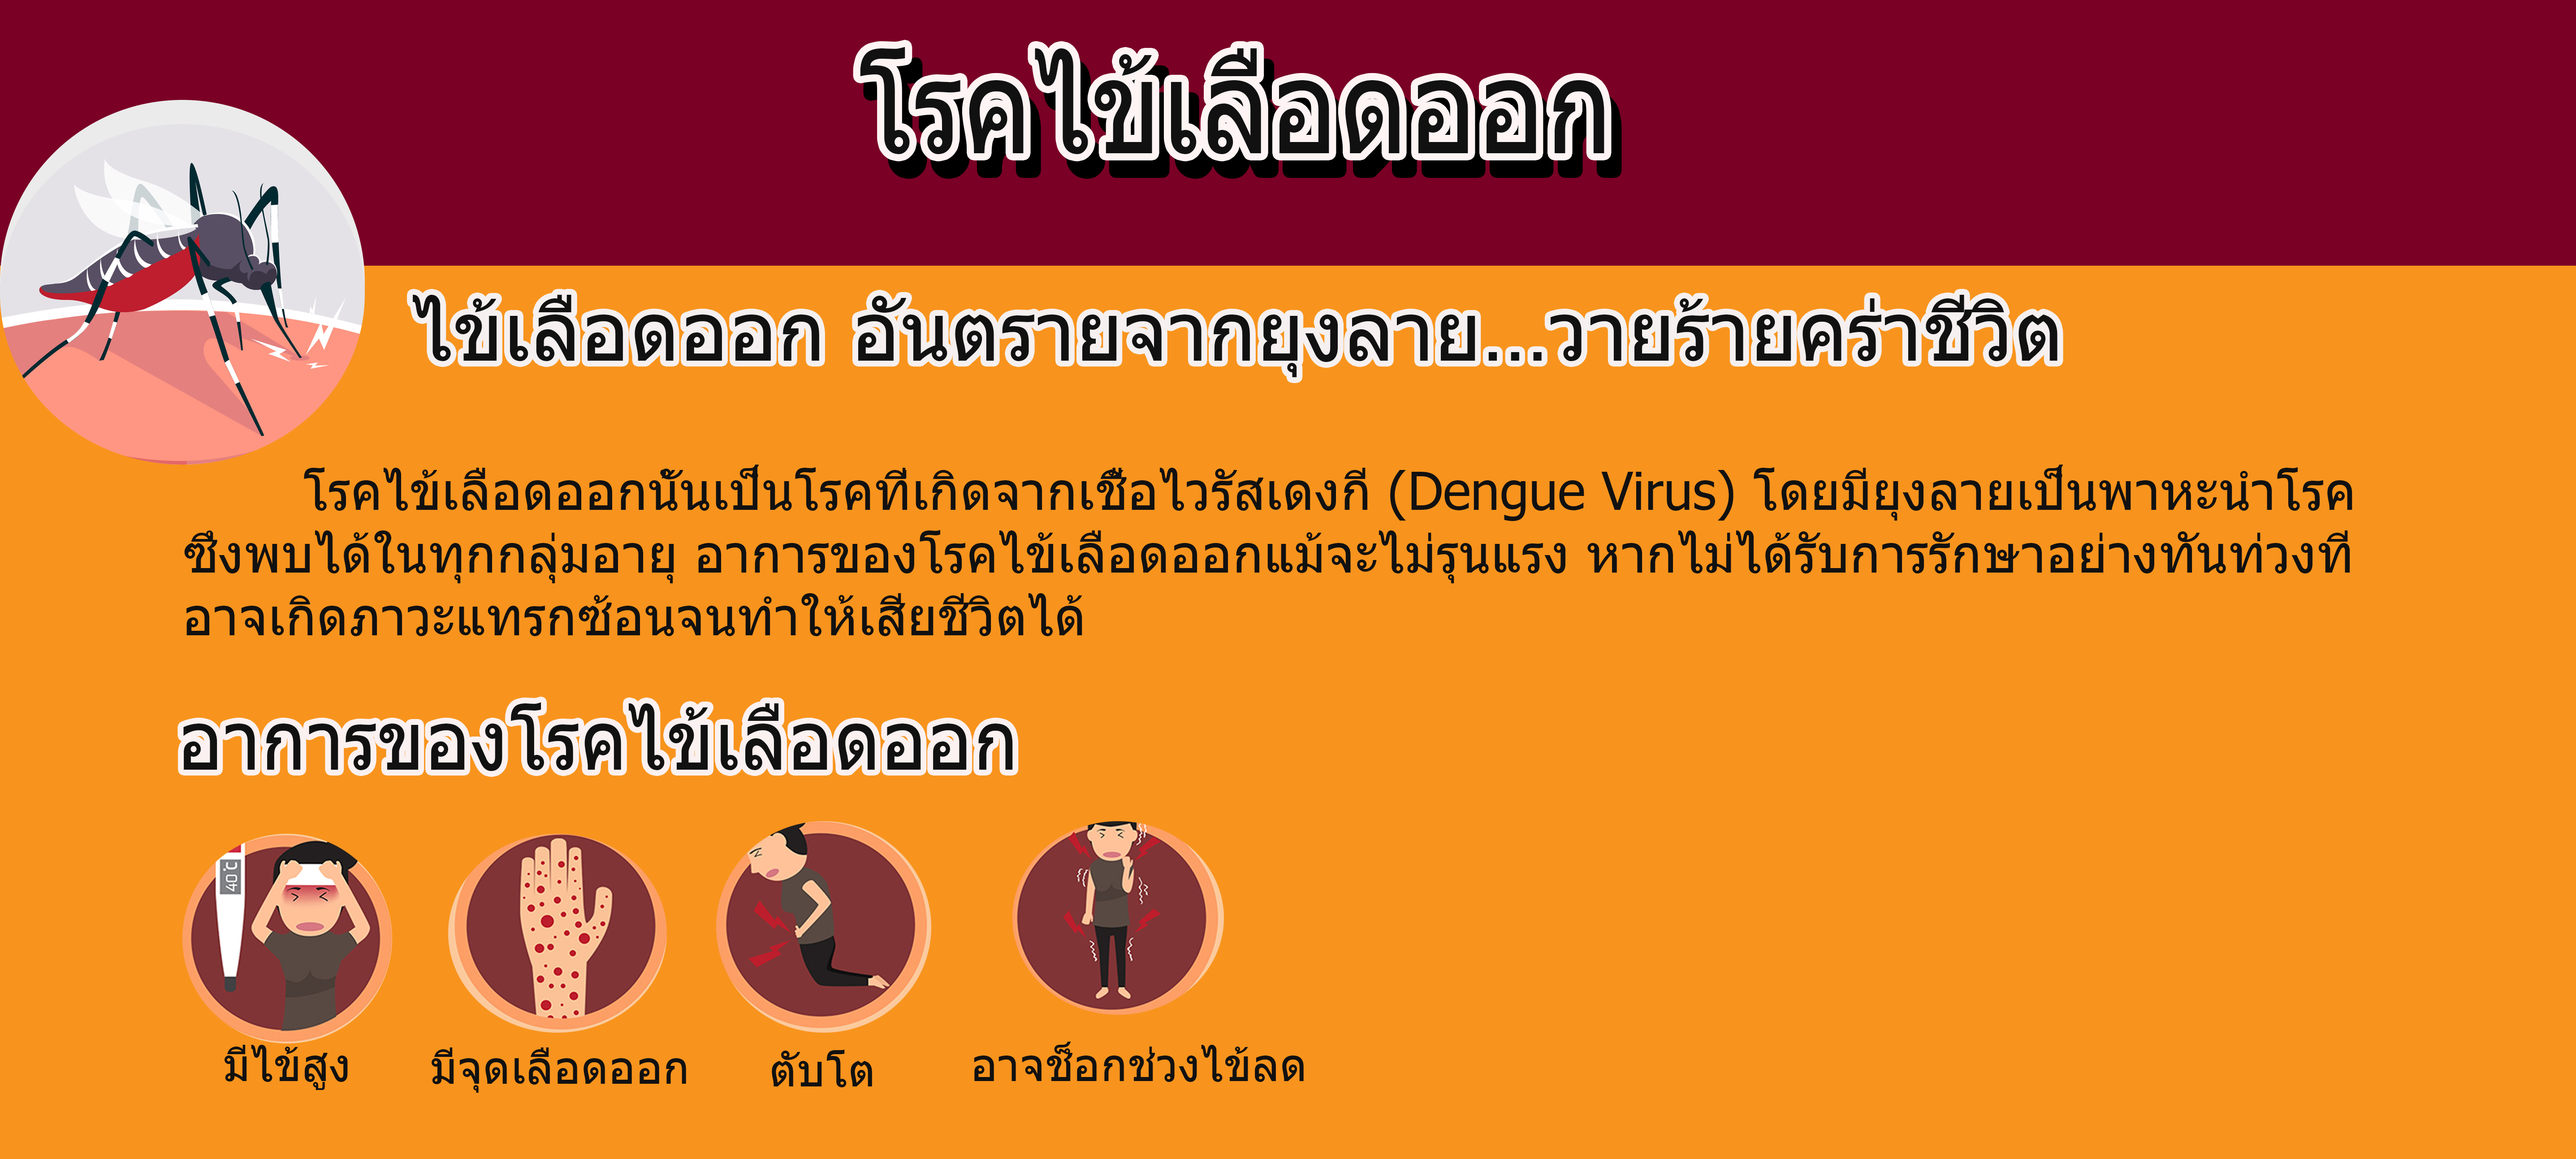 โรคไข้เลือดออก
ไข้เลือดออก อันตรายจากยุงลาย...วายร้ายคร่าชีวิต
โรคไข้เลือดออกนั้นเป็นโรคที่เกิดจากเชื้อไวรัสเดงกี (Dengue Virus) โดยมียุงลายเป็นพาหะนำโรค
ซึ่งพบได้ในทุกกลุ่มอายุ อาการของโรคไข้เลือดออกแม้จะไม่รุนแรง หากไม่ได้รับการรักษาอย่างทันท่วงที
อาจเกิดภาวะแทรกซ้อนจนทำให้เสียชีวิตได้
อาการของโรคไข้เลือดออก
40°C
มีไข้สูง
มีจุดเลือดออก
ตับโต
อาจช็อกช่วงไข้ลด